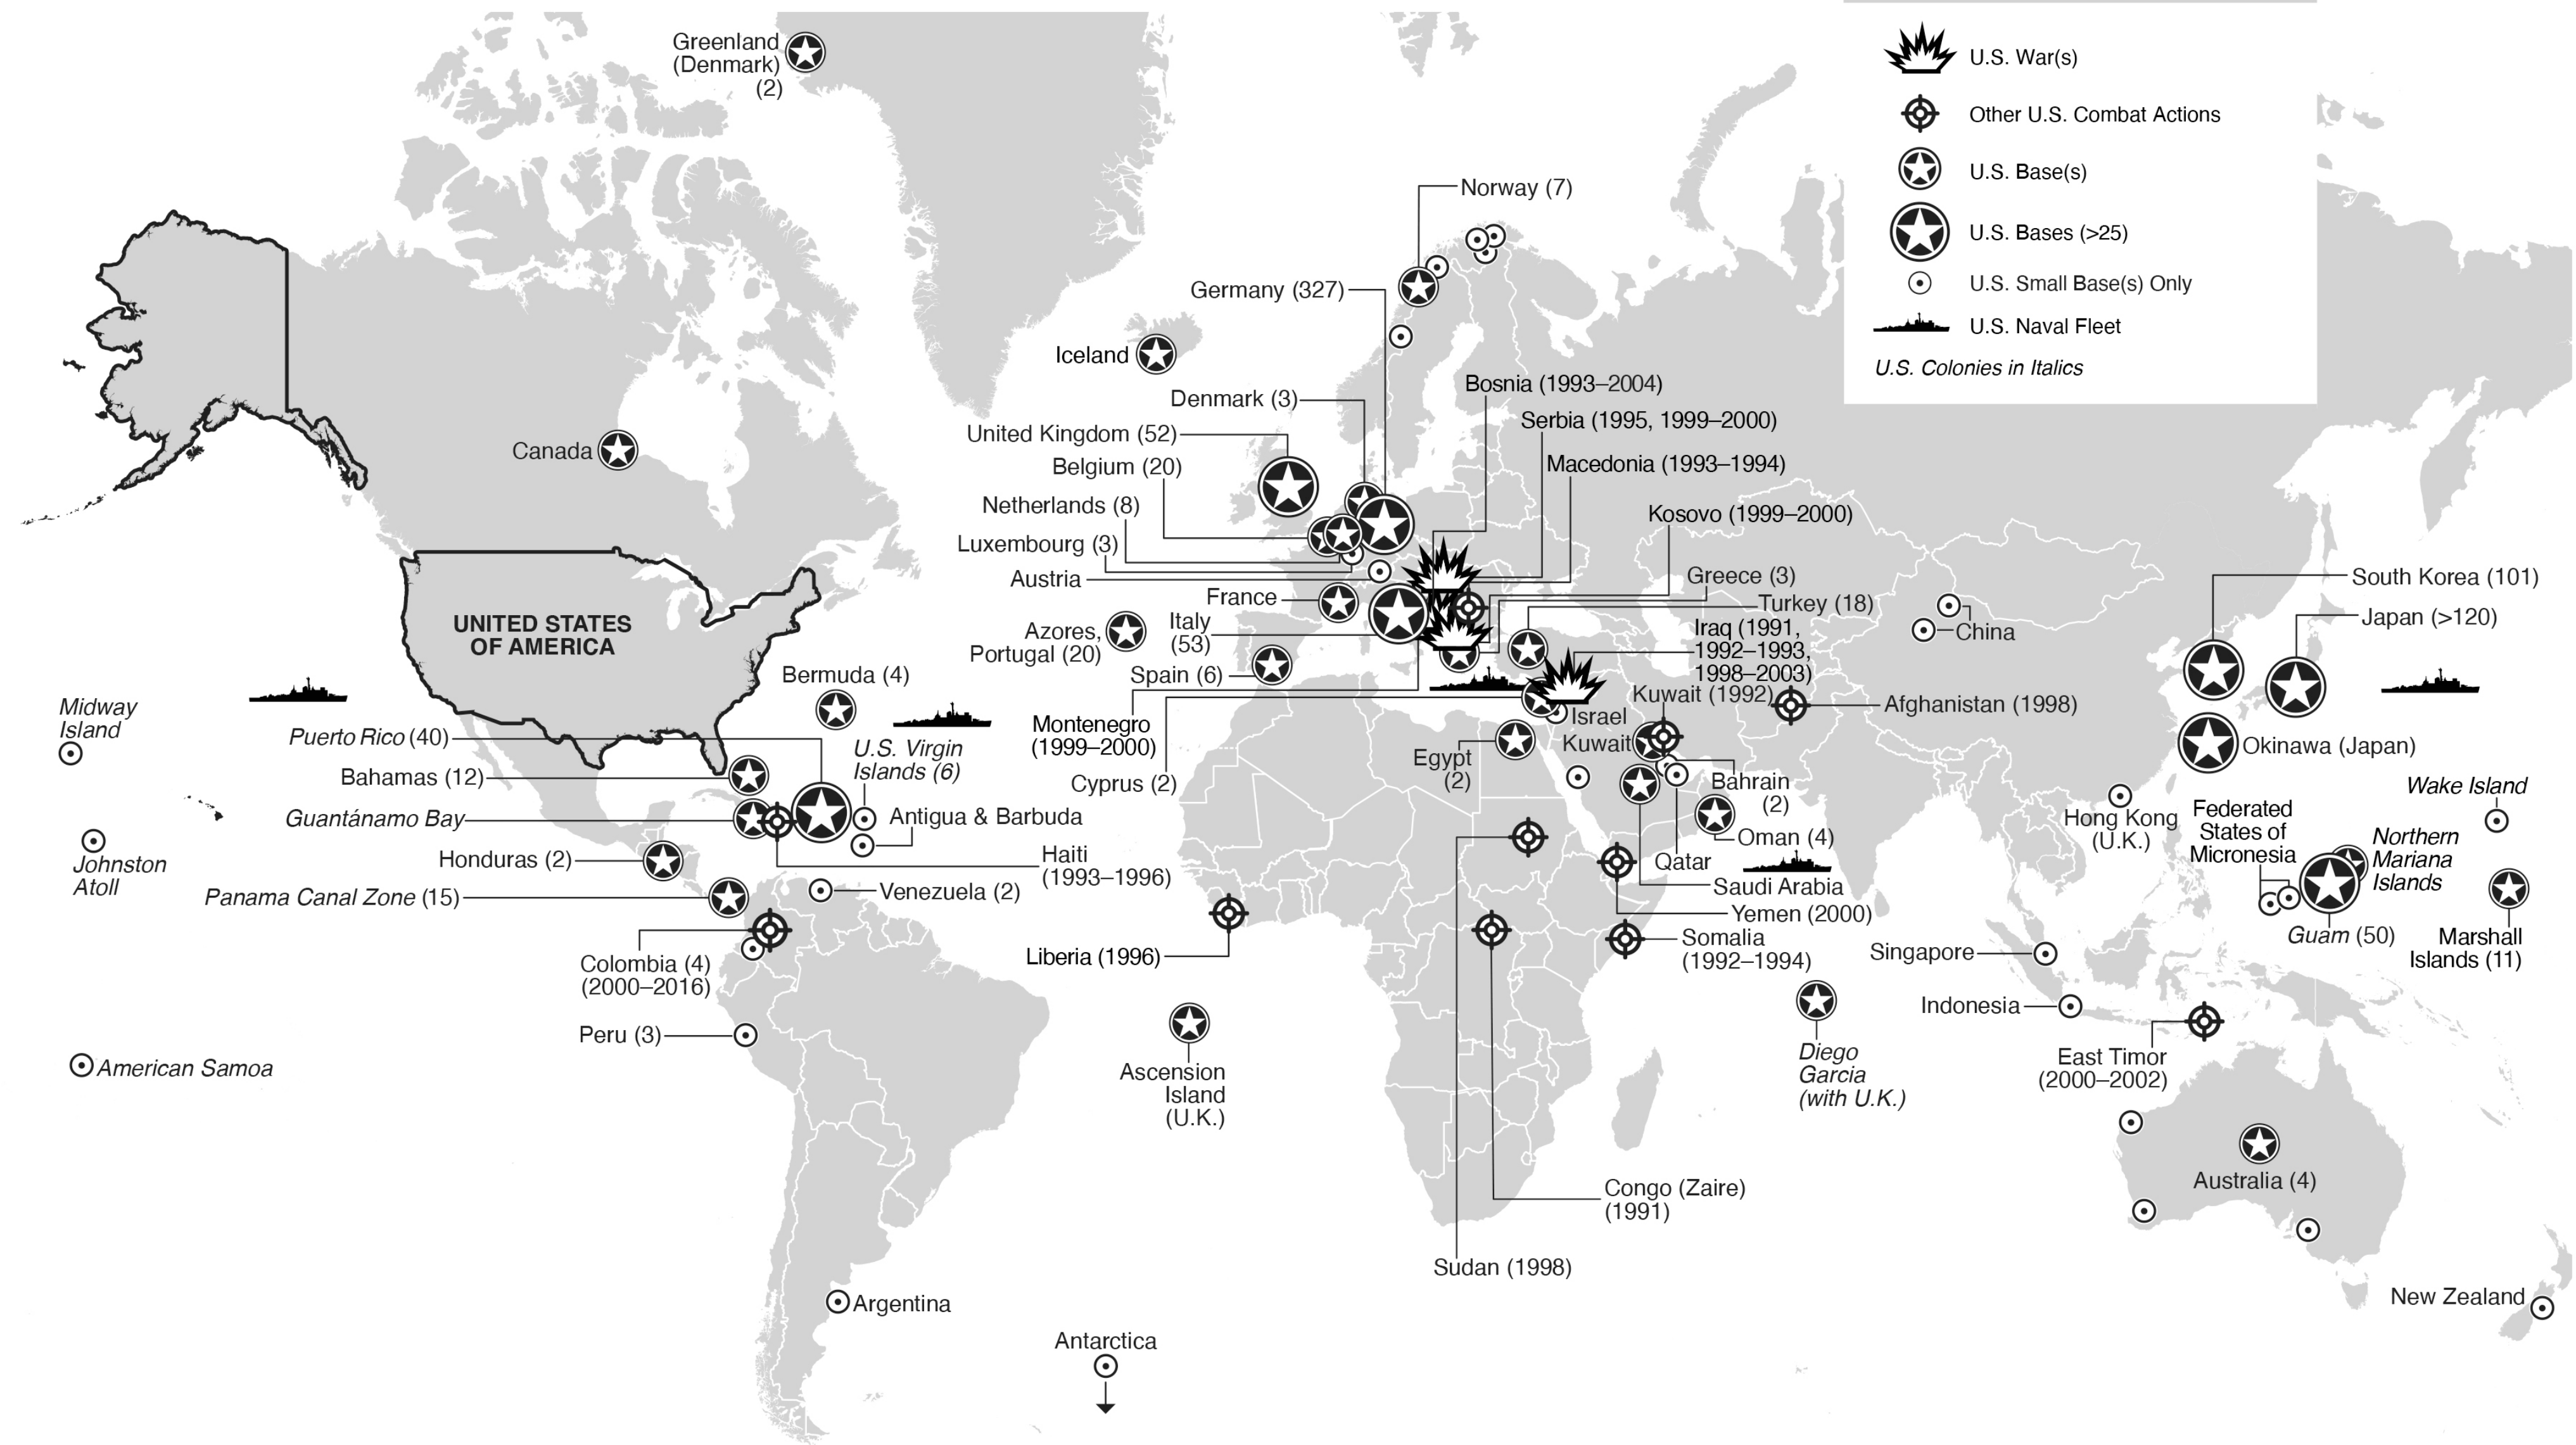 Greenland
(Denmark)
(2)
U.S. War(s)
Other U.S. Combat Actions
U.S. Base(s)
U.S. Bases (>25)
U.S. Small Base(s) Only
U.S. Naval Fleet
U.S. Colonies in Italics
Norway (7)
Germany (327)
Iceland
Denmark (3)
United Kingdom (52)
Belgium (20)
Netherlands (8)
Luxembourg (3)
Austria
France
Azores,
Portugal (20)
Italy
(53)
Spain (6)
Montenegro
(1999–2000)
Cyprus (2)
Bosnia (1993–2004)
Serbia (1995, 1999–2000)
Macedonia (1993–1994)
Kosovo (1999–2000)
Greece (3)
Turkey (18)
Iraq (1991,
1992–1993,
1998–2003)
Kuwait (1992)
Afghanistan (1998)
Israel
Kuwait
Egypt
(2)
Bahrain
(2)
Oman (4)
Qatar
Saudi Arabia
Yemen (2000)
Somalia
(1992–1994)
Canada
UNITED STATES
OF AMERICA
Bermuda (4)
Midway
Island
Puerto Rico (40)
U.S. Virgin
Islands (6)
Bahamas (12)
Guantánamo Bay
Antigua & Barbuda
Johnston
Atoll
Honduras (2)
Haiti
(1993–1996)
Panama Canal Zone (15)
Venezuela (2)
Colombia (4)
(2000–2016)
Peru (3)
American Samoa
Argentina
Antarctica
Liberia (1996)
Ascension
Island
(U.K.)
Congo (Zaire)
(1991)
Sudan (1998)
Diego
Garcia
(with U.K.)
China
South Korea (101)
Japan (>120)
Okinawa (Japan)
Hong Kong
(U.K.)
Federated
States of
Micronesia
Northern
Mariana
Islands
Wake Island
Guam (50)
Marshall
Islands (11)
Singapore
Indonesia
East Timor
(2000–2002)
Australia (4)
New Zealand